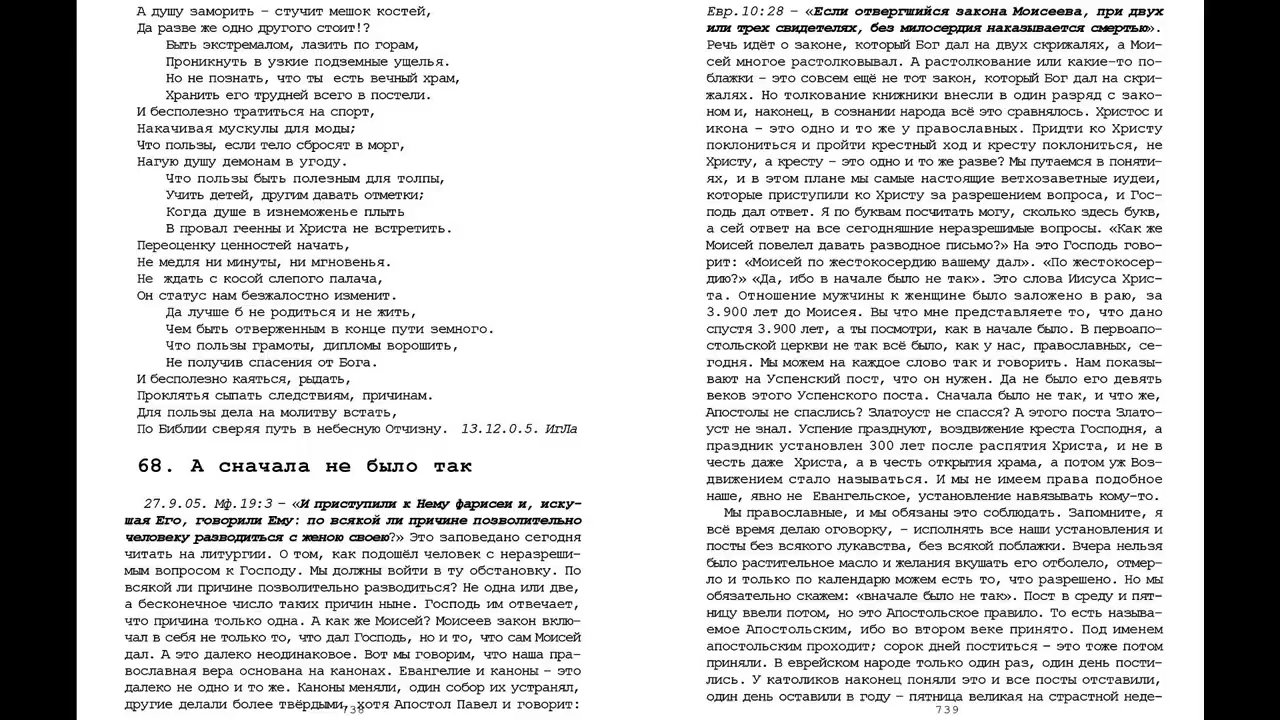 А душу заморить – стучит мешок костей,
Да разве же одно другого стоит!?
Быть экстремалом, лазить по горам,
Проникнуть в узкие подземные ущелья.
Но не познать, что ты есть вечный храм,
Хранить его трудней всего в постели.
И бесполезно тратиться на спорт,
Накачивая мускулы для моды;
Что пользы, если тело сбросят в морг,
Нагую душу демонам в угоду.
Что пользы быть полезным для толпы,
Учить детей, другим давать отметки;
Когда душе в изнеможенье плыть
В провал геенны и Христа не встретить.
Переоценку ценностей начать,
Не медля ни минуты, ни мгновенья.
Не ждать с косой слепого палача,
Он статус нам безжалостно изменит.
Да лучше б не родиться и не жить,
Чем быть отверженным в конце пути земного.
Что пользы грамоты, дипломы ворошить,
Не получив спасения от Бога.
И бесполезно каяться, рыдать,
Проклятья сыпать следствиям, причинам.
Для пользы дела на молитву встать,
По Библии сверяя путь в небесную Отчизну. 13.12.0.5. ИгЛа
68. А сначала не было так
27.9.05. Мф.19:3 – «И приступили к Нему фарисеи и, иску-
шая Его, говорили Ему: по всякой ли причине позволительно
человеку разводиться с женою своею?» Это заповедано сегодня
читать на литургии. О том, как подошёл человек с неразреши-
мым вопросом к Господу. Мы должны войти в ту обстановку. По
всякой ли причине позволительно разводиться? Не одна или две,
а бесконечное число таких причин ныне. Господь им отвечает,
что причина только одна. А как же Моисей? Моисеев закон вклю-
чал в себя не только то, что дал Господь, но и то, что сам Моисей
дал. А это далеко неодинаковое. Вот мы говорим, что наша пра-
вославная вера основана на канонах. Евангелие и каноны – это
далеко не одно и то же. Каноны меняли, один собор их устранял,
другие делали более твёрдыми, хотя Апостол Павел и говорит:
738
Евр.10:28 – «Если отвергшийся закона Моисеева, при двух
или трех свидетелях, без милосердия наказывается смертью».
Речь идёт о законе, который Бог дал на двух скрижалях, а Мои-
сей многое растолковывал. А растолкование или какие-то по-
блажки – это совсем ещё не тот закон, который Бог дал на скри-
жалях. Но толкование книжники внесли в один разряд с зако-
ном и, наконец, в сознании народа всё это сравнялось. Христос и
икона – это одно и то же у православных. Придти ко Христу
поклониться и пройти крестный ход и кресту поклониться, не
Христу, а кресту – это одно и то же разве? Мы путаемся в поняти-
ях, и в этом плане мы самые настоящие ветхозаветные иудеи,
которые приступили ко Христу за разрешением вопроса, и Гос-
подь дал ответ. Я по буквам посчитать могу, сколько здесь букв,
а сей ответ на все сегодняшние неразрешимые вопросы. «Как же
Моисей повелел давать разводное письмо?» На это Господь гово-
рит: «Моисей по жестокосердию вашему дал». «По жестокосер-
дию?» «Да, ибо в начале было не так». Это слова Иисуса Хрис-
та. Отношение мужчины к женщине было заложено в раю, за
3.900 лет до Моисея. Вы что мне представляете то, что дано
спустя 3.900 лет, а ты посмотри, как в начале было. В первоапо-
стольской церкви не так всё было, как у нас, православных, се-
годня. Мы можем на каждое слово так и говорить. Нам показы-
вают на Успенский пост, что он нужен. Да не было его девять
веков этого Успенского поста. Сначала было не так, и что же,
Апостолы не спаслись? Златоуст не спасся? А этого поста Злато-
уст не знал. Успение празднуют, воздвижение креста Господня, а
праздник установлен 300 лет после распятия Христа, и не в
честь даже Христа, а в честь открытия храма, а потом уж Воз-
движением стало называться. И мы не имеем права подобное
наше, явно не Евангельское, установление навязывать кому-то.
Мы православные, и мы обязаны это соблюдать. Запомните, я
всё время делаю оговорку, – исполнять все наши установления и
посты без всякого лукавства, без всякой поблажки. Вчера нельзя
было растительное масло и желания вкушать его отболело, отмер-
ло и только по календарю можем есть то, что разрешено. Но мы
обязательно скажем: «вначале было не так». Пост в среду и пят-
ницу ввели потом, но это Апостольское правило. То есть называ-
емое Апостольским, ибо во втором веке принято. Под именем
апостольским проходит; сорок дней поститься – это тоже потом
приняли. В еврейском народе только один раз, один день пости-
лись. У католиков наконец поняли это и все посты отставили,
один день оставили в году – пятница великая на страстной неде-
739